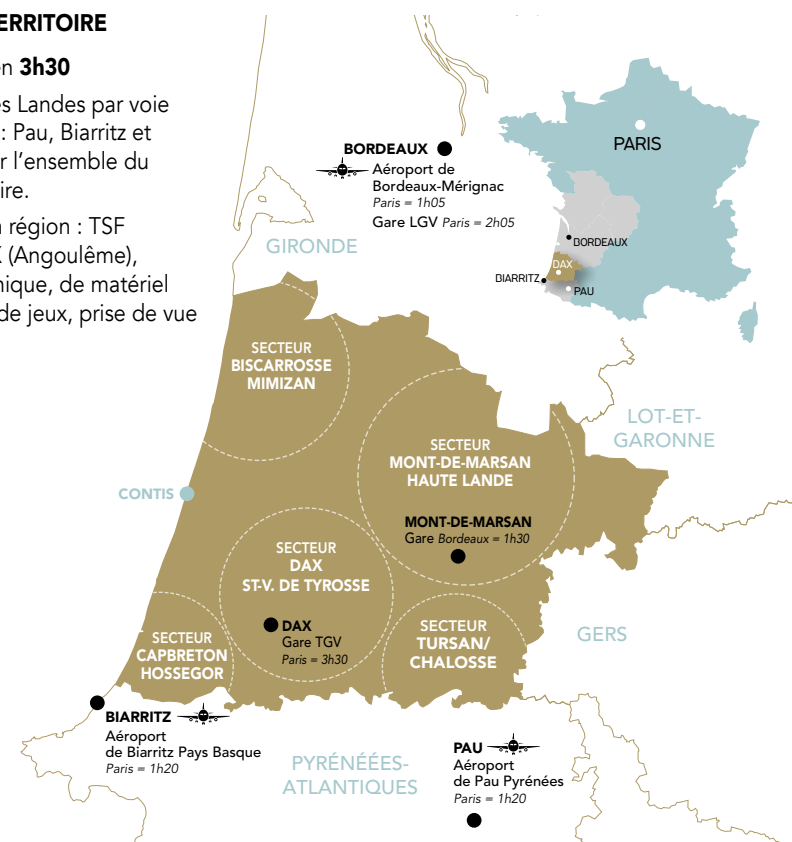 ERRITOIRE
en 3h30
es Landes par voie
: Pau, Biarritz et
r l'ensemble du
ire.
a région : TSF
X (Angoulême),
nique, de matériel
de jeux, prise de vue
BORDEAUX
Aéroport de
Bordeaux-Mérignac
Paris = 1h05
Gare LGV Paris = 2h05
PARIS
BORDEAUX
DAX
BIARRITZ
PAU
GIRONDE
SECTEUR
BISCARROSSE
MIMIZAN
LOT-ET-
GARONNE
SECTEUR
MONT-DE-MARSAN
HAUTE LANDE
CONTIS
MONT-DE-MARSAN
Gare Bordeaux = 1h30
SECTEUR
DAX
ST-V. DE TYROSSE
DAX
Gare TGV
Paris = 3h30
SECTEUR
CAPBRETON
HOSSEGOR
SECTEUR
TURSAN/
CHALOSSE
GERS
BIARRITZ
Aéroport
de Biarritz Pays Basque
Paris = 1h20
PYRÉNÉÉES-
ATLANTIQUES
PAU
Aéroport
de Pau Pyrénées
Paris = 1h20